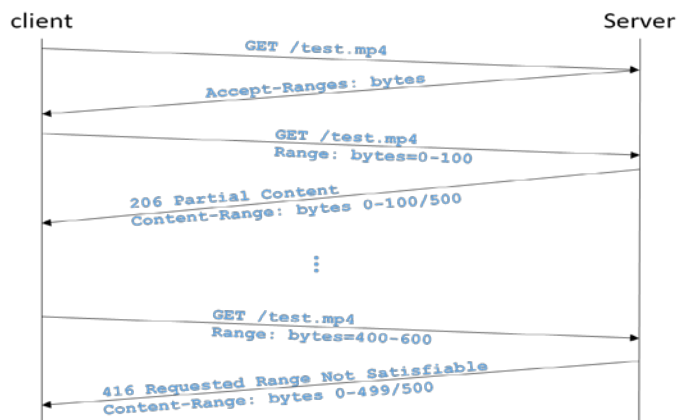 client
Server
GET /test.mp4
Accept-Ranges: bytes
GET /test.mp4
Range: bytes=0-100
206 Partial Content
Content-Range: bytes 0-100/500
GET /test.mp4
Range: bytes=400-600
416 Requested Range Not Satisfiable
Content-Range: bytes 0-499/500